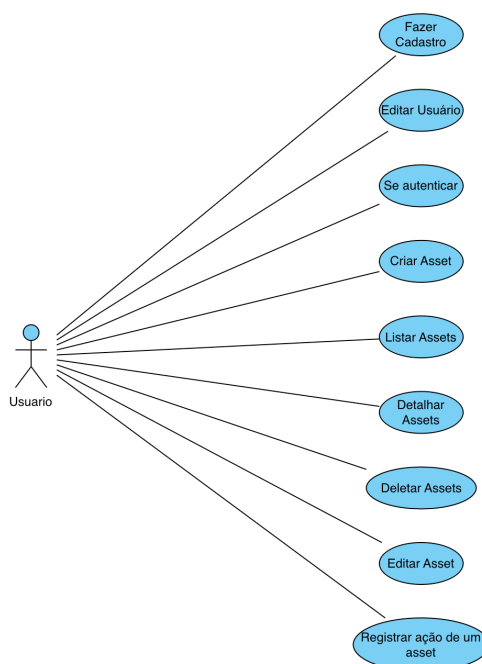 Fazer
Cadastro
Editar Usuário
Se autenticar
Criar Asset
Listar Assets
Usuario
Detalhar
Assets
Deletar Assets
Editar Asset
Registrar ação de um
asset